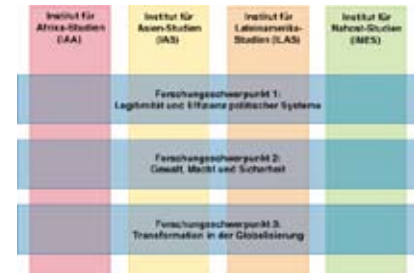 Institut für
Afrika-Studien
(IAA)
Institut für
Asien-Studien
(IAS)
Institut für
Lateinamerika-
Studien (ILAS)
Institut für
Nahost-Studien
(IMES)
Forschungsschwerpunkt 1:
Legitimität und Effizienz politischer Systeme
Forschungsschwerpunkt 2:
Gewalt, Macht und Sicherheit
Forschungsschwerpunkt 3:
Transformation in der Globalisierung